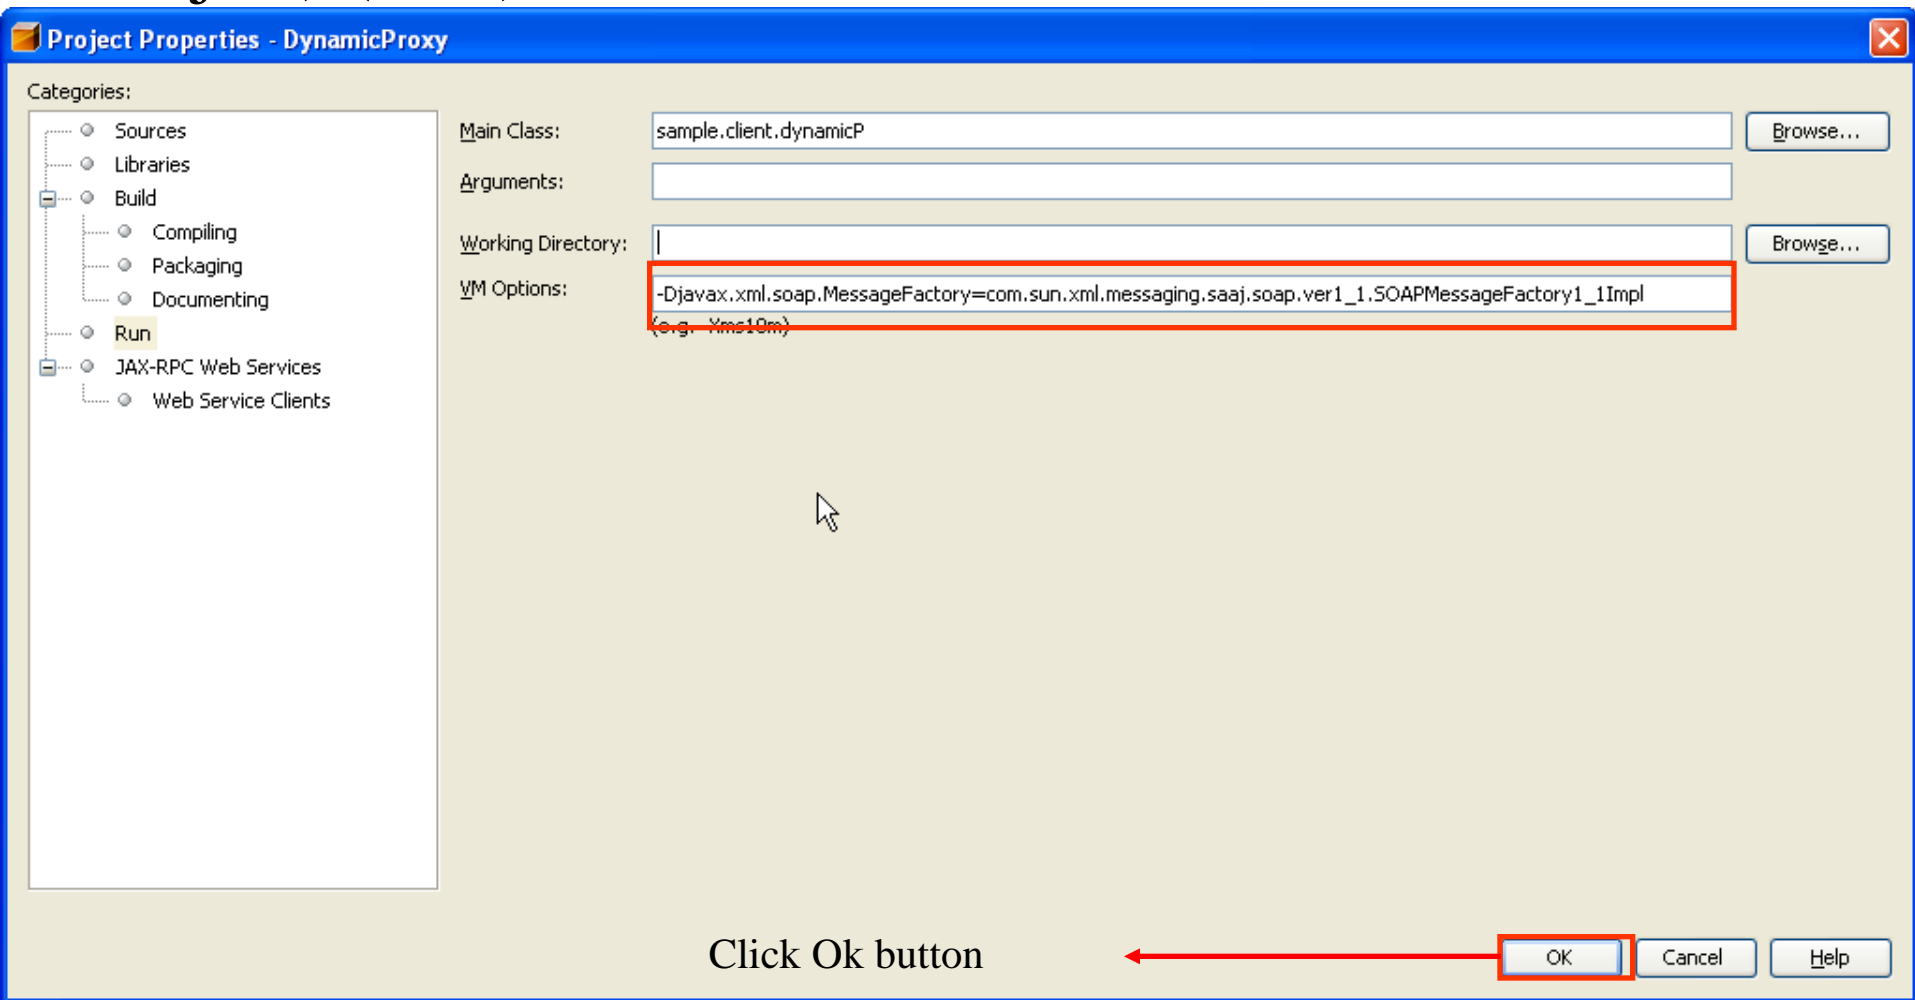 Project Properties - DynamicProxy
Categories:
Sources
Libraries
Build
Compiling
Packaging
Documenting
Run
JAX-RPC Web Services
Web Service Clients
Main Class:
sample.client.dynamicP
Browse...
Arguments:
Working Directory:
Browse...
VM Options:
-Djavax.xml.soap.MessageFactory=com.sun.xml.messaging.saaj.soap.ver1_1.SOAPMessageFactory1_1Impl
(e.g. -Xms10m)
Click Ok button
OK
Cancel
Help